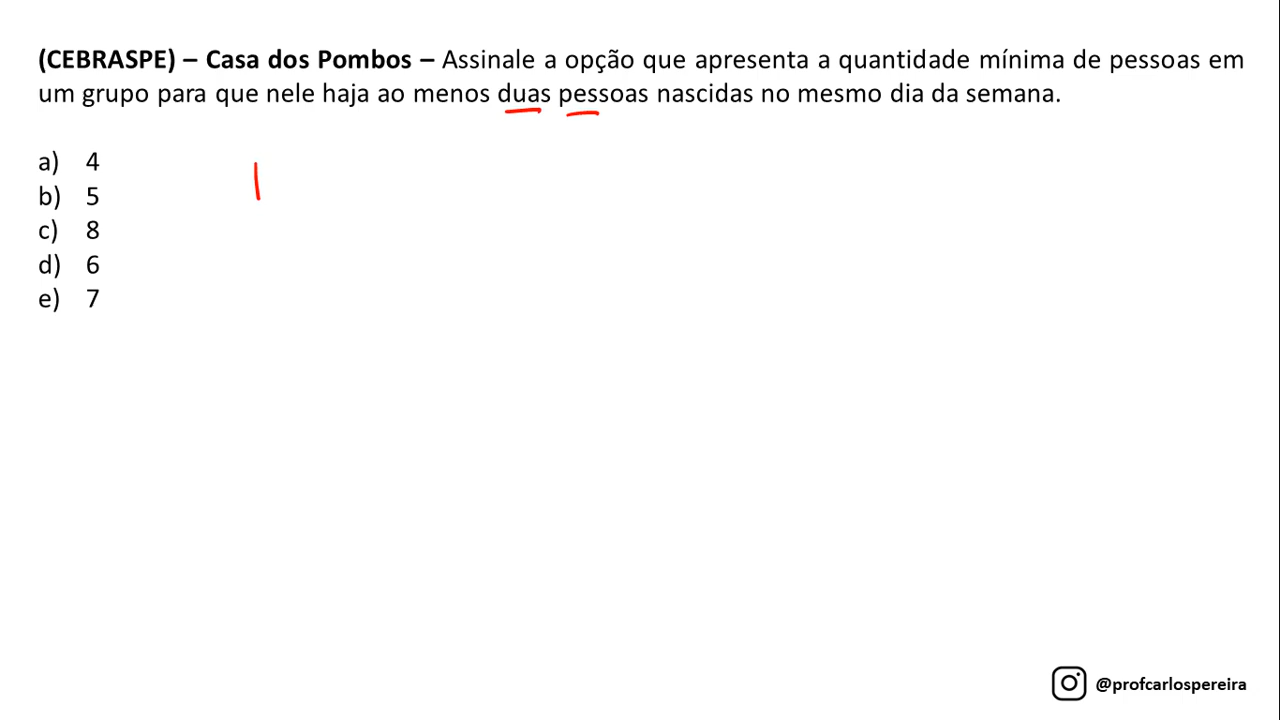 (CEBRASPE) – Casa dos Pombos – Assinale a opção que apresenta a quantidade mínima de pessoas em
um grupo para que nele haja ao menos duas pessoas nascidas no mesmo dia da semana.
a) 4
b) 5
c) 8
d) 6
e) 7
@profcarlospereira